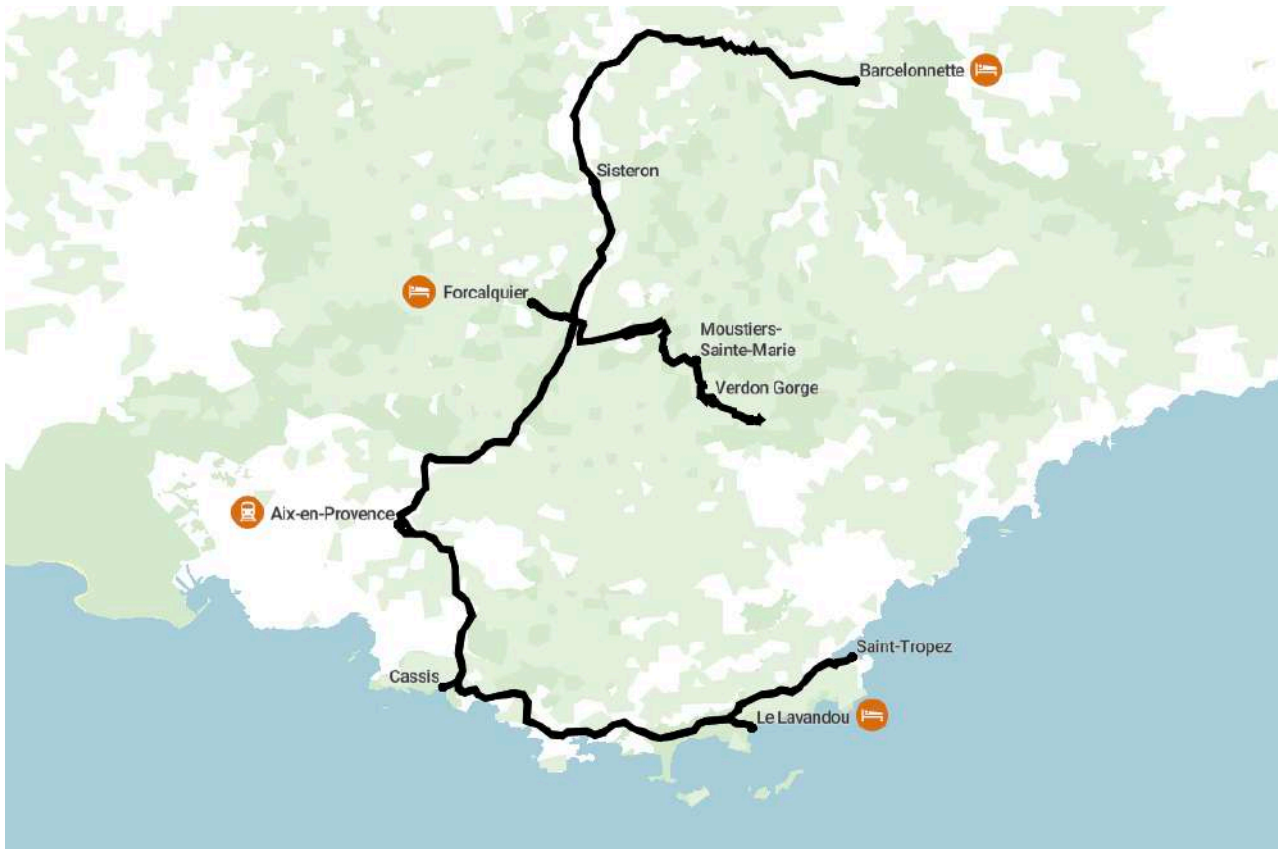 Barcelonnette
Sisteron
Forcalquier
Moustiers-
Sainte-Marie
Verdon Gorge
Aix-en-Provence
Saint-Tropez
Cassis
Le Lavandou